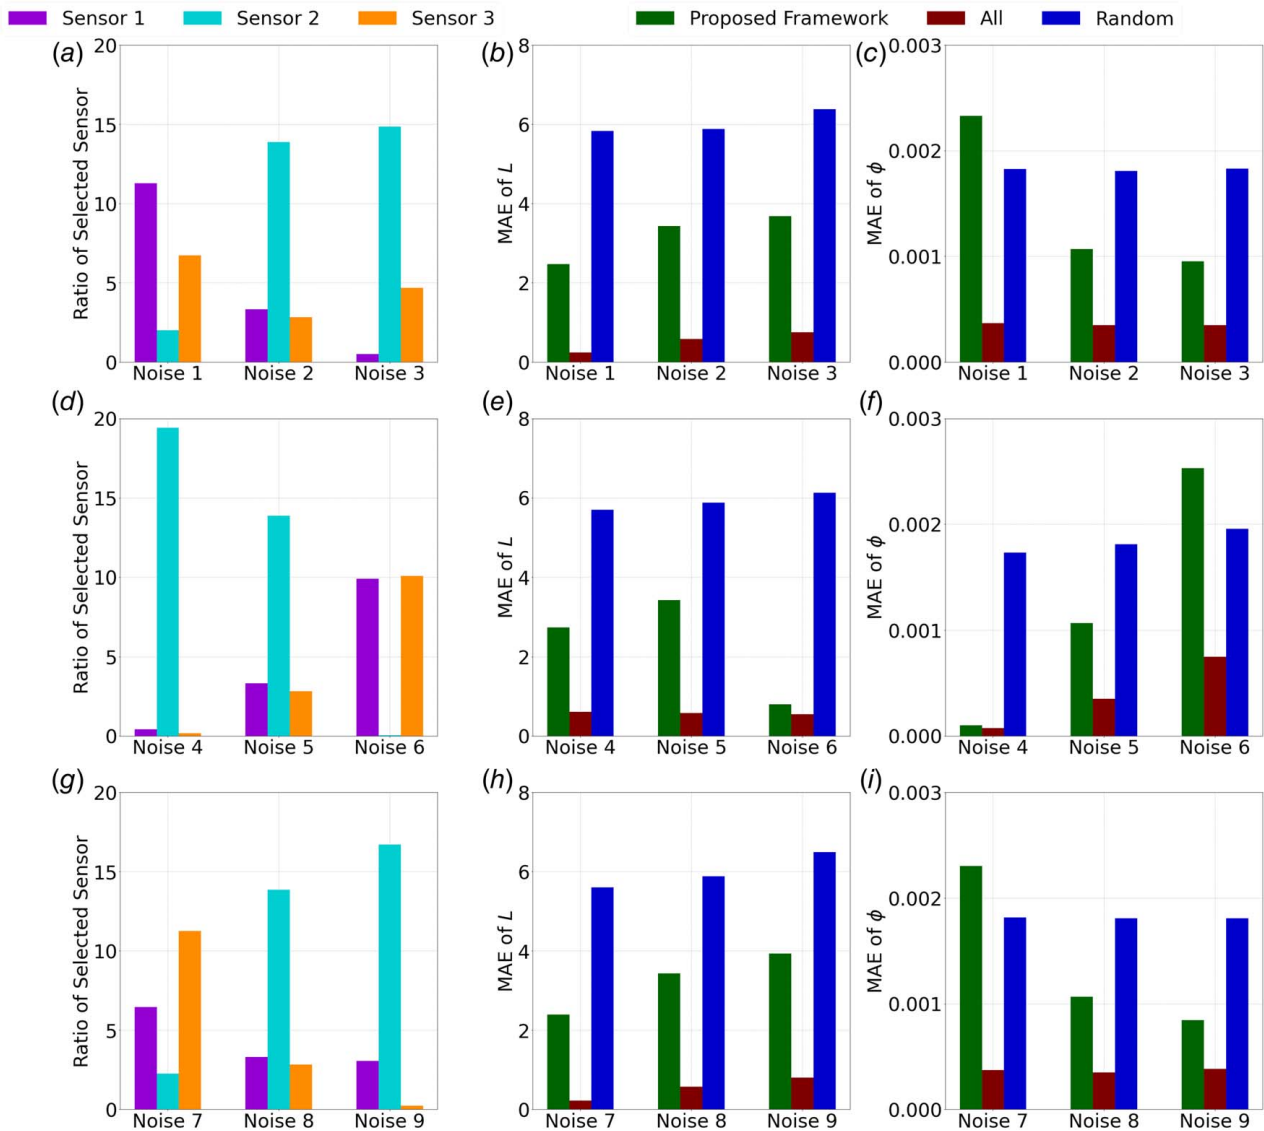 Sensor 1 Sensor 2 Sensor 3 Proposed Framework All Random
(a) (b) (c)
20 8 0.003
15 6 0.002
10 4 0.001
5 2 0.000
0 0
Ratio of Selected Sensor MAE of L MAE of ϕ
Noise 1 Noise 2 Noise 3 Noise 1 Noise 2 Noise 3 Noise 1 Noise 2 Noise 3
(d) (e) (f)
20 8 0.003
15 6 0.002
10 4 0.001
5 2 0.000
0 0
Ratio of Selected Sensor MAE of L MAE of ϕ
Noise 4 Noise 5 Noise 6 Noise 4 Noise 5 Noise 6 Noise 4 Noise 5 Noise 6
(g) (h) (i)
20 8 0.003
15 6 0.002
10 4 0.001
5 2 0.000
0 0
Ratio of Selected Sensor MAE of L MAE of ϕ
Noise 7 Noise 8 Noise 9 Noise 7 Noise 8 Noise 9 Noise 7 Noise 8 Noise 9